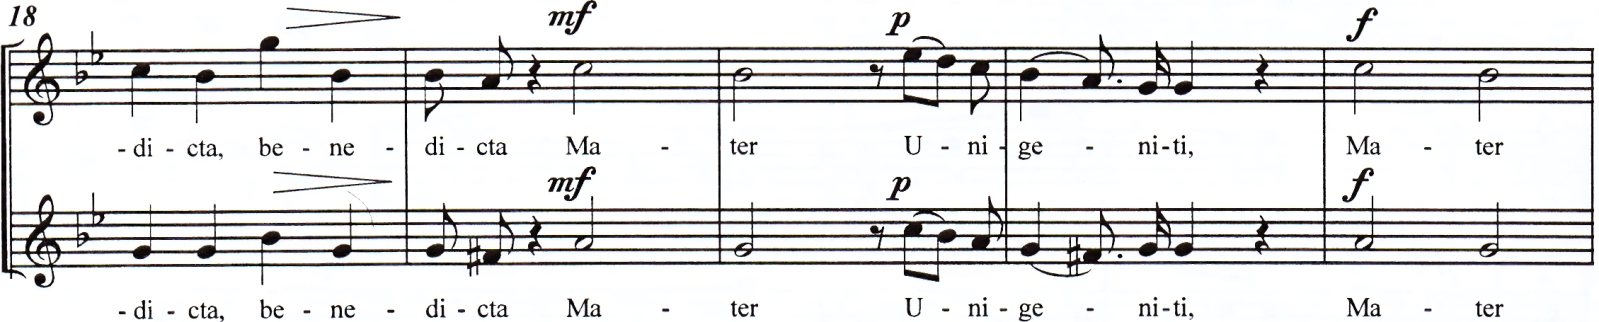 18 mf p f
- di - cta, be - ne - di - cta Ma - ter U - ni - ge - ni - ti, Ma - ter
mf p f
- di - cta, be - ne - di - cta Ma - ter U - ni - ge - ni - ti, Ma - ter